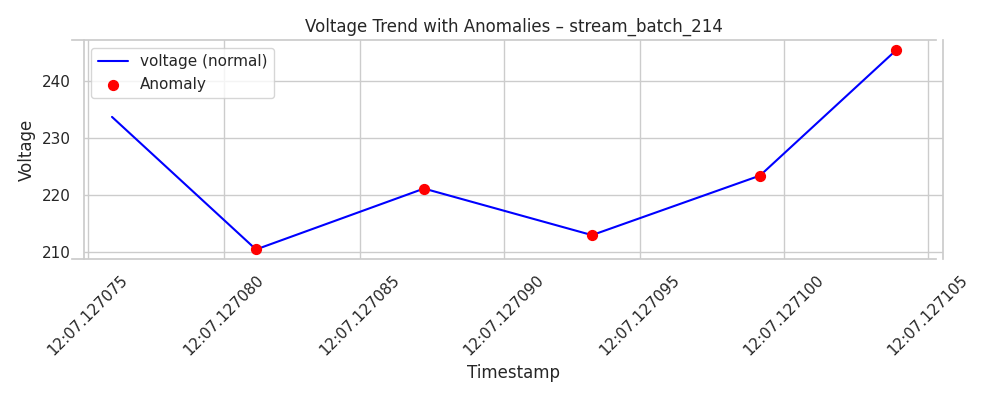 Voltage Trend with Anomalies – stream_batch_214
voltage (normal)
Anomaly
Voltage
240
230
220
210
12:07.127075
12:07.127080
12:07.127085
12:07.127090
12:07.127095
12:07.127100
12:07.127105
Timestamp